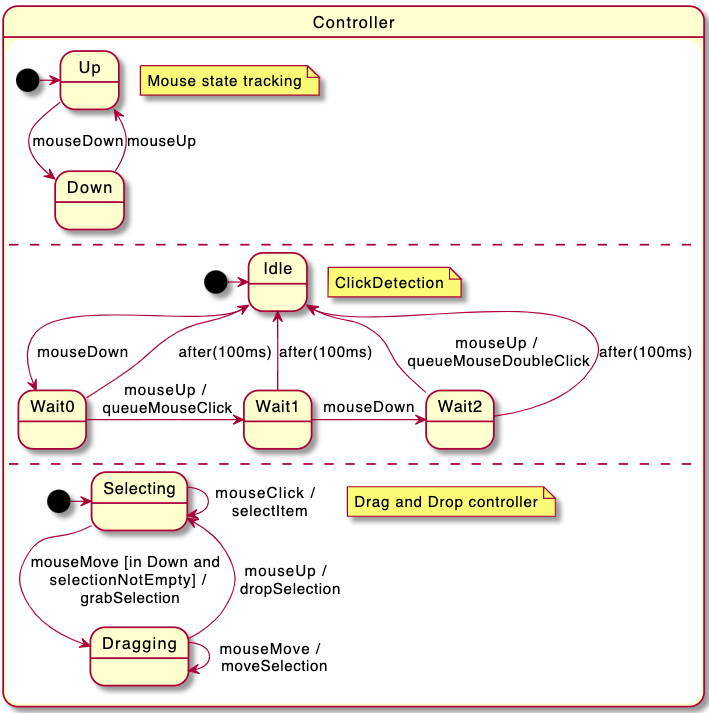 Controller
Up
Mouse state tracking
mouseDown
mouseUp
Down
Idle
ClickDetection
mouseDown
after(100ms)
after(100ms)
mouseUp /
queueMouseDoubleClick
after(100ms)
Wait0
mouseUp /
queueMouseClick
Wait1
mouseDown
Wait2
Selecting
mouseClick /
selectItem
Drag and Drop controller
mouseMove [in Down and
selectionNotEmpty] /
grabSelection
mouseUp /
dropSelection
Dragging
mouseMove /
moveSelection